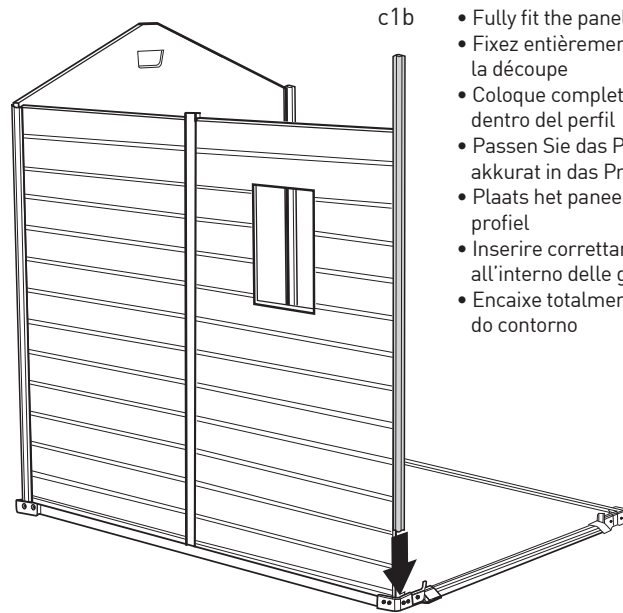 c1b
• Fully fit the panel
• Fixez entièremen
la découpe
• Coloque complet
dentro del perfil
• Passen Sie das P
akkurat in das Pr
• Plaats het panee
profiel
• Inserire corretta
all’interno delle g
• Encaixe totalmen
do contorno